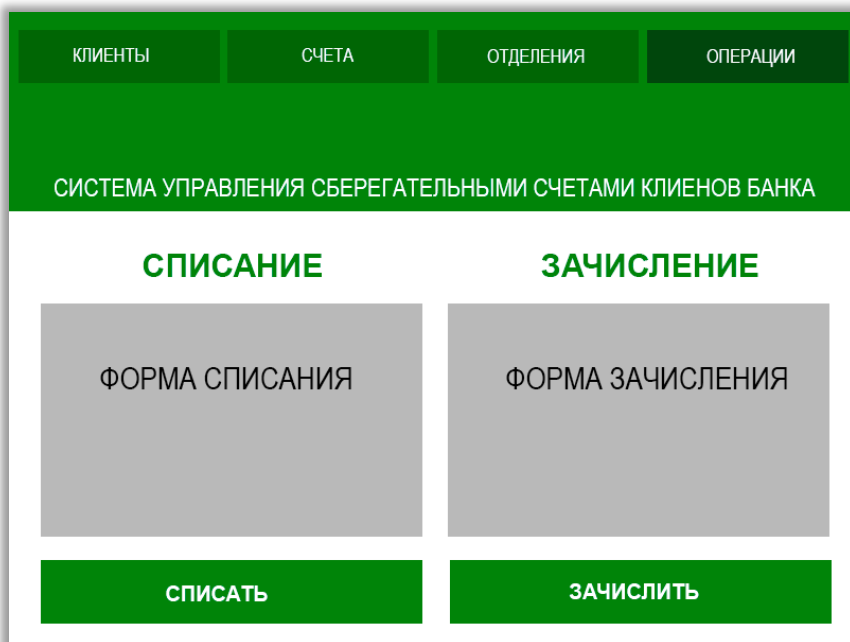 КЛИЕНТЫ
СЧЕТА
ОТДЕЛЕНИЯ
ОПЕРАЦИИ
СИСТЕМА УПРАВЛЕНИЯ СБЕРЕГАТЕЛЬНЫМИ СЧЕТАМИ КЛИЕНОВ БАНКА
СПИСАНИЕ
ЗАЧИСЛЕНИЕ
ФОРМА СПИСАНИЯ
ФОРМА ЗАЧИСЛЕНИЯ
СПИСАТЬ
ЗАЧИСЛИТЬ